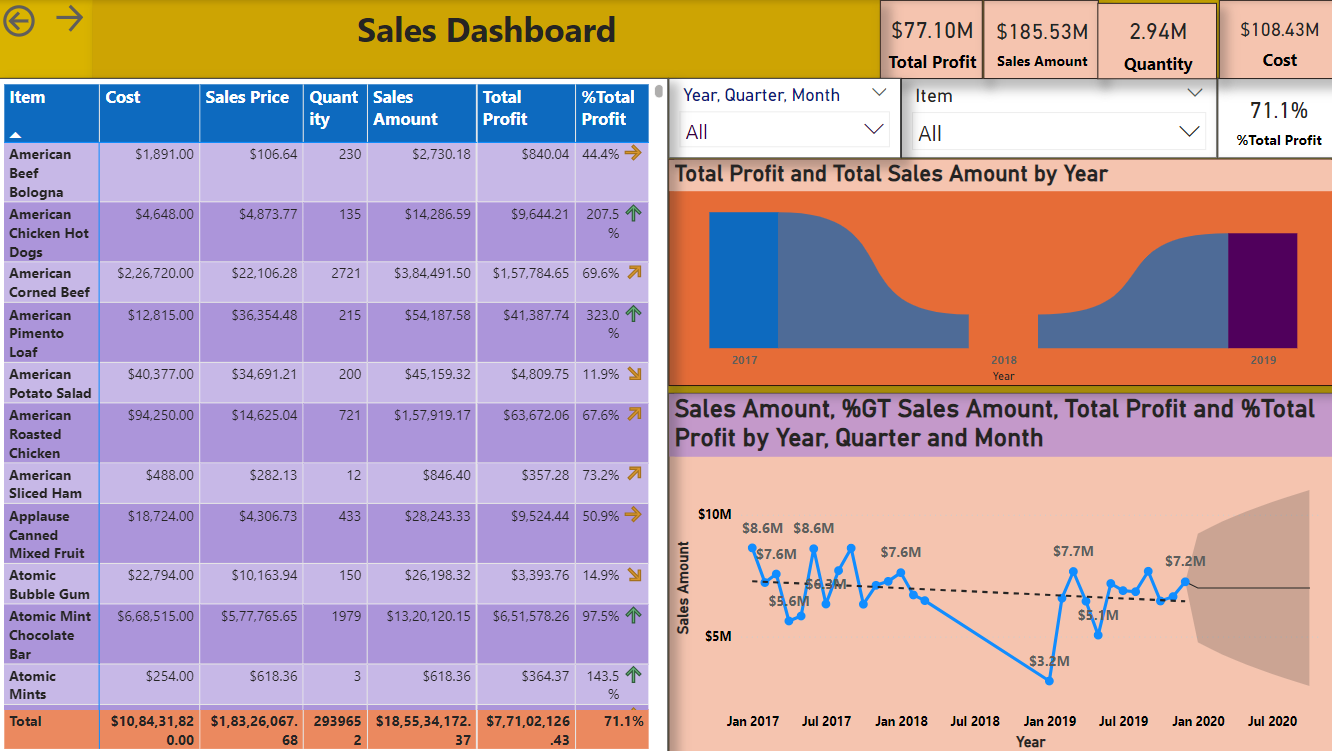 Sales Dashboard
$77.10M
Total Profit
$185.53M
Sales Amount
2.94M
Quantity
$108.43M
Cost
Item Cost Sales Price Quant
ity Sales
Amount Total
Profit %Total
Profit
American
Beef
Bologna $1,891.00 $106.64 230 $2,730.18 $840.04 44.4%
American
Chicken Hot
Dogs $4,648.00 $4,873.77 135 $14,286.59 $9,644.21 207.5
%
American
Corned Beef $2,26,720.00 $22,106.28 2721 $3,84,491.50 $1,57,784.65 69.6%
American
Pimento
Loaf $12,815.00 $36,354.48 215 $54,187.58 $41,387.74 323.0
%
American
Potato Salad $40,377.00 $34,691.21 200 $45,159.32 $4,809.75 11.9%
American
Roasted
Chicken $94,250.00 $14,625.04 721 $1,57,919.17 $63,672.06 67.6%
American
Sliced Ham $488.00 $282.13 12 $846.40 $357.28 73.2%
Applause
Canned
Mixed Fruit $18,724.00 $4,306.73 433 $28,243.33 $9,524.44 50.9%
Atomic
Bubble Gum $22,794.00 $10,163.94 150 $26,198.32 $3,393.76 14.9%
Atomic Mint
Chocolate
Bar $6,68,515.00 $5,77,765.65 1979 $13,20,120.15 $6,51,578.26 97.5%
Atomic
Mints $254.00 $618.36 3 $618.36 $364.37 143.5
%
Total $10,84,31,82
0.00 $1,83,26,067.
68 293965
2 $18,55,34,172.
37 $7,71,02,126
.43 71.1%
Year, Quarter, Month
All
Item
All
71.1%
%Total Profit
Total Profit and Total Sales Amount by Year
2017 2018 2019
Year
Sales Amount, %GT Sales Amount, Total Profit and %Total
Profit by Year, Quarter and Month
Sales Amount
$10M
$5M
$8.6M $8.6M
$7.6M $7.6M $7.7M $7.2M
$5.6M $6.3M $5.1M
$3.2M
Jan 2017 Jul 2017 Jan 2018 Jul 2018 Jan 2019 Jul 2019 Jan 2020 Jul 2020
Year